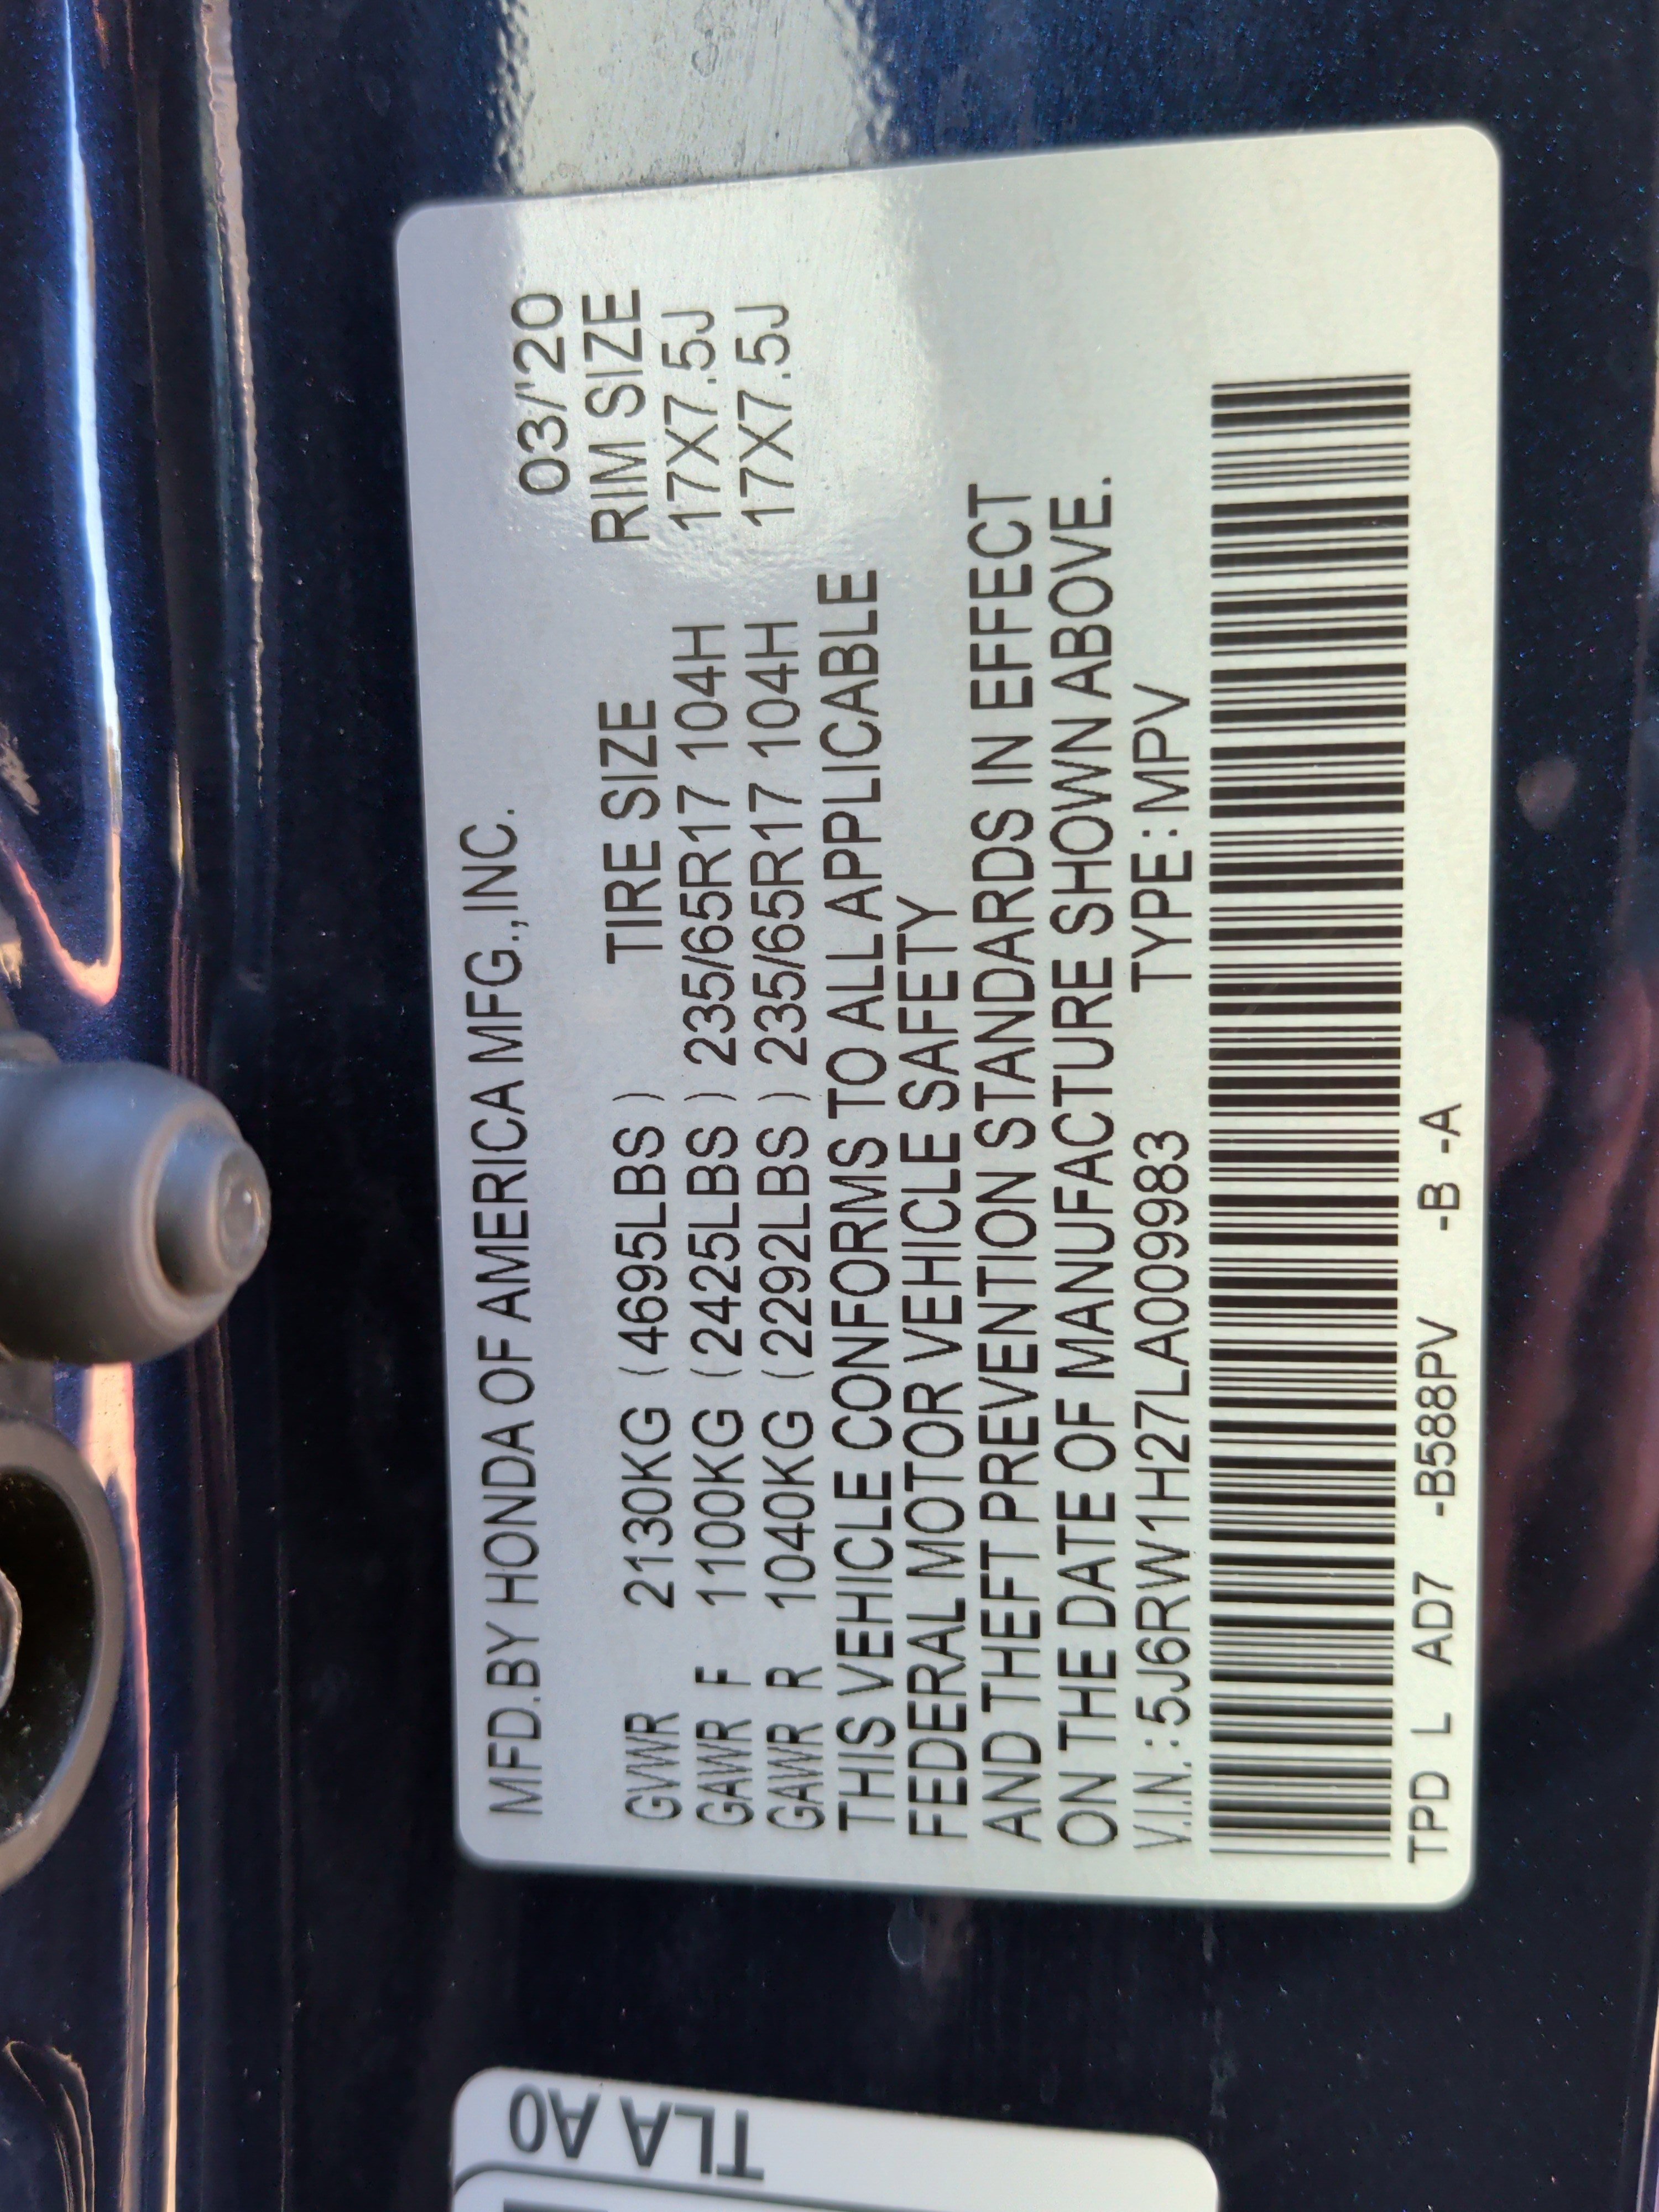 MFD.BY HONDA OF AMERICA MFG.,INC.
03/'20
TIRE SIZE RIM SIZE
GVWR 2130KG (4695LBS)
GAWR F 1100KG (2425LBS) 235/65R17 104H 17X7.5J
GAWR R 1040KG (2292LBS) 235/65R17 104H 17X7.5J
THIS VEHICLE CONFORMS TO ALL APPLICABLE
FEDERAL MOTOR VEHICLE SAFETY
AND THEFT PREVENTION STANDARDS IN EFFECT
ON THE DATE OF MANUFACTURE SHOWN ABOVE.
V.I.N.:5J6RW1H27LA009983 TYPE:MPV
TPD L AD7 -B588PV -B -A
TLA A0